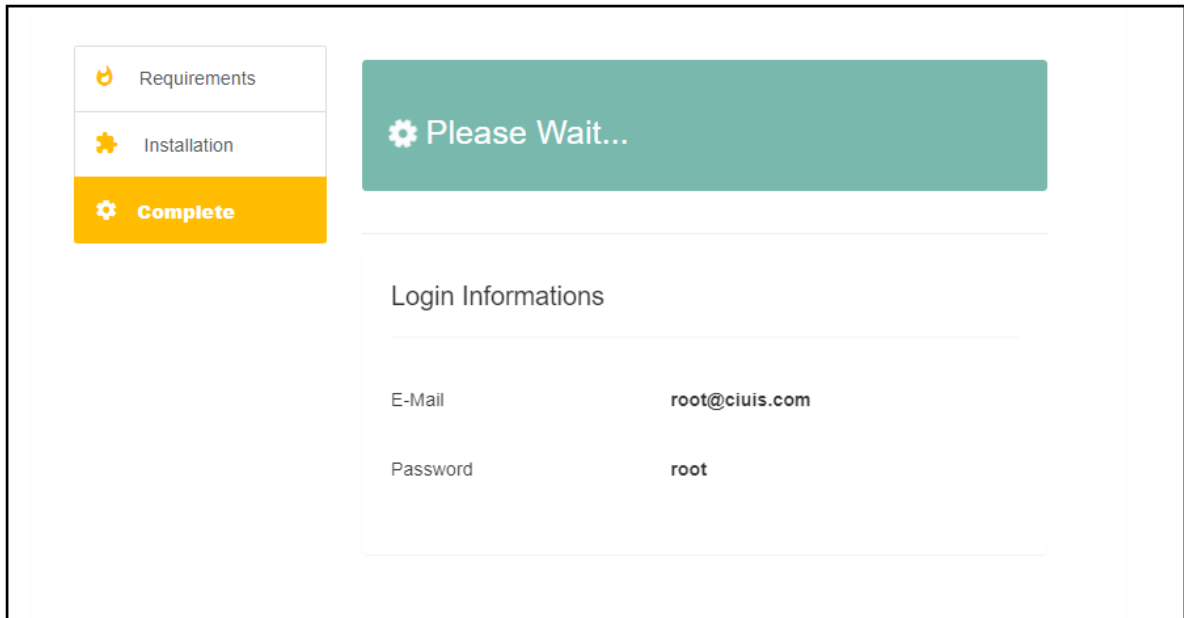 Requirements
Installation
Complete
Please Wait...
Login Informations
E-Mail root@ciuis.com
Password root